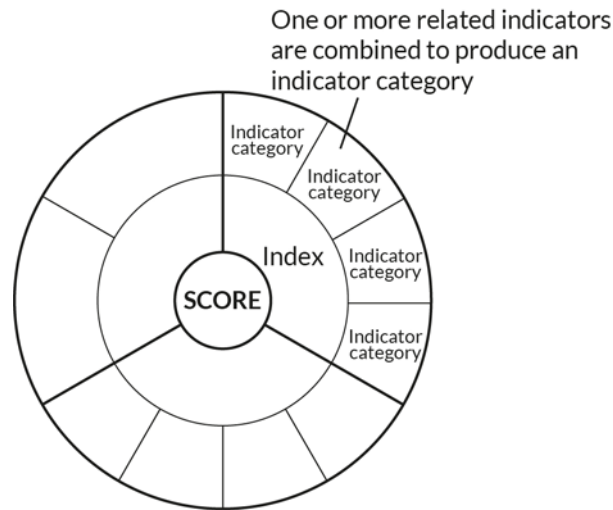 One or more related indicators
are combined to produce an
indicator category
Indicator
category
Indicator
category
Index
Indicator
category
SCORE
Indicator
category